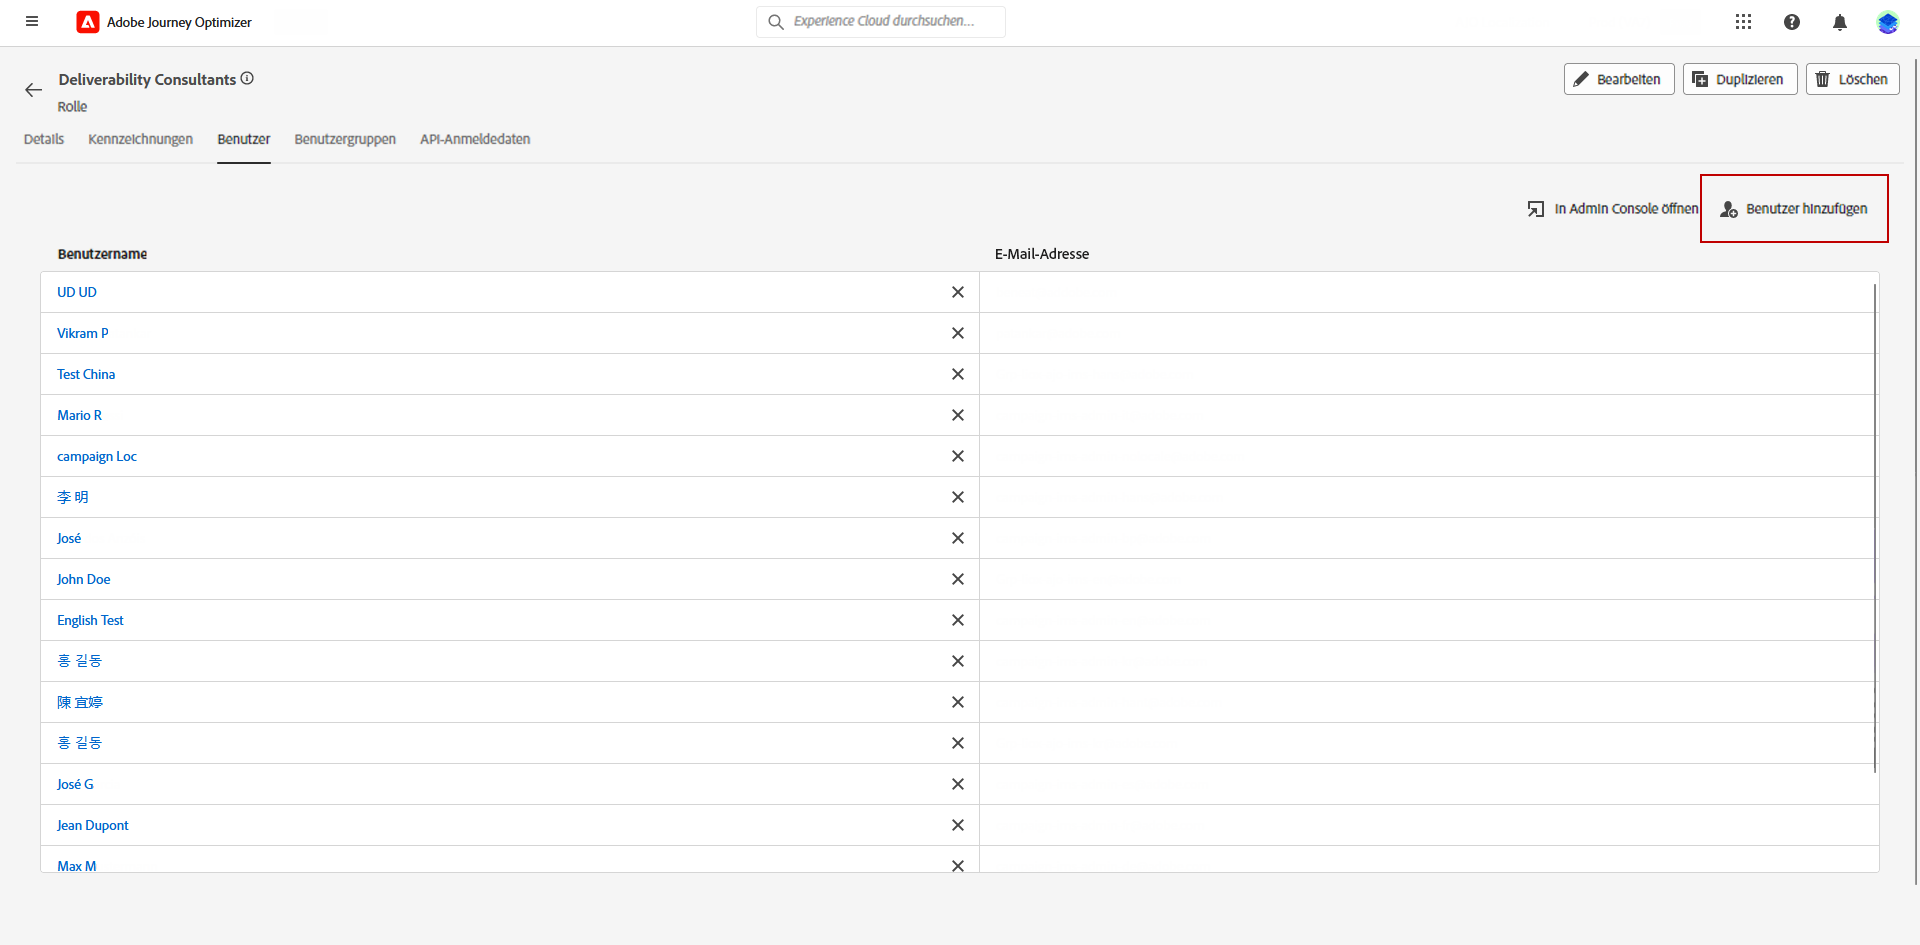 Adobe Journey Optimizer
Experience Cloud durchsuchen...
Deliverability Consultants
Rolle
Bearbeiten
Duplizieren
Löschen
Details
Kennzeichnungen
Benutzer
Benutzergruppen
API-Anmeldedaten
In Admin Console öffnen
Benutzer hinzufügen
Benutzername
E-Mail-Adresse
UD UD
Vikram P
Test China
Mario R
campaign Loc
李 明
José
John Doe
English Test
홍 길동
陳 宜婷
홍 길동
José G
Jean Dupont
Max M